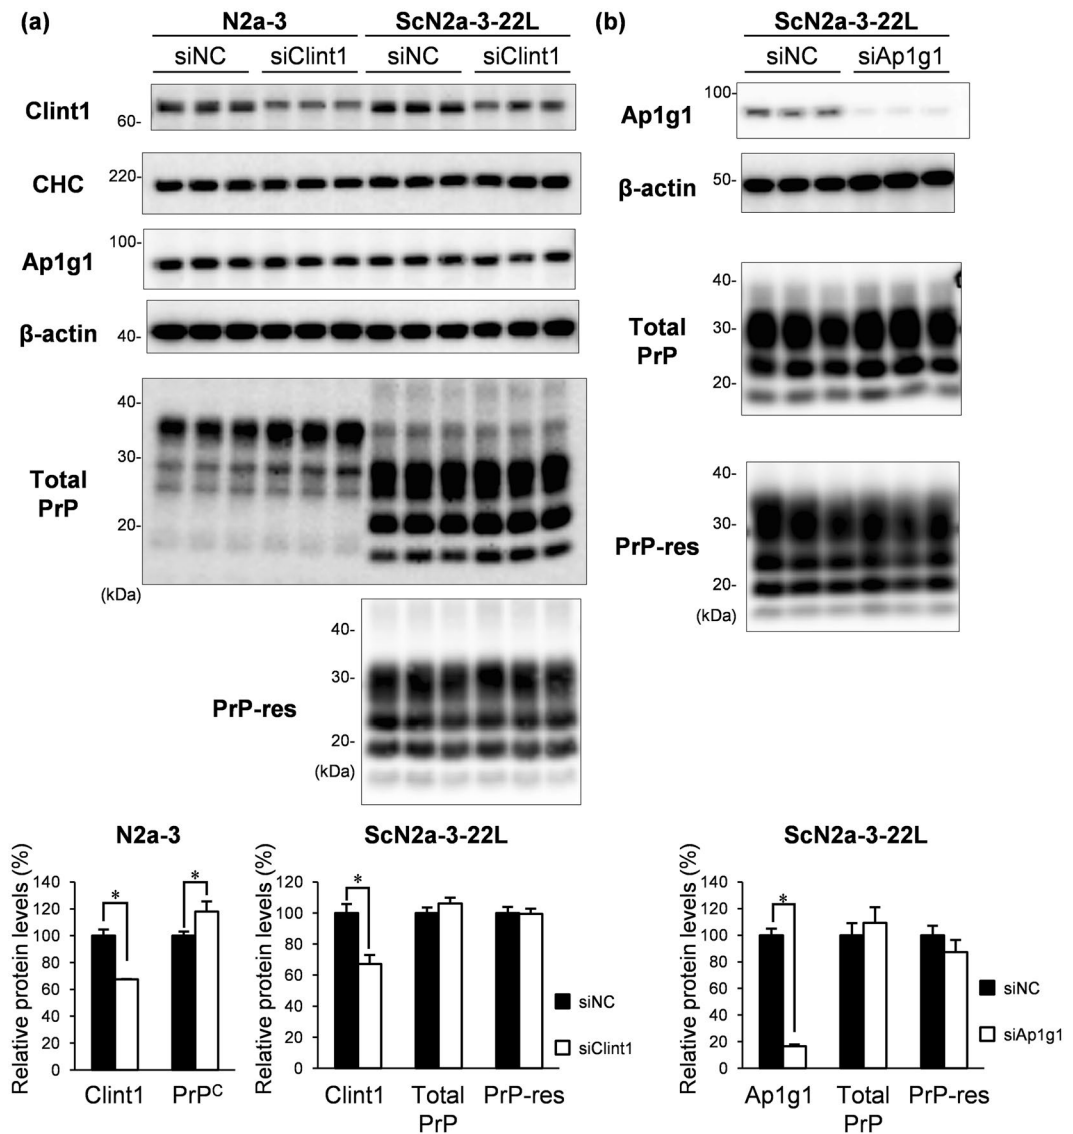 (a)
N2a-3
ScN2a-3-22L
siNC
siClint1
siNC
siClint1
Clint1
60-
CHC
220-
Ap1g1
100-
β-actin
40-
Total
PrP
40-
30-
20-
(kDa)
PrP-res
40-
30-
20-
(kDa)
(b)
ScN2a-3-22L
siNC
siAp1g1
Ap1g1
100-
β-actin
50-
Total
PrP
40-
30-
20-
PrP-res
40-
30-
20-
(kDa)
N2a-3
Relative protein levels (%)
140
120
100
80
60
40
20
0
*
*
Clint1
PrPᶜ
ScN2a-3-22L
Relative protein levels (%)
120
100
80
60
40
20
0
*
Clint1
Total
PrP
PrP-res
siNC
siClint1
ScN2a-3-22L
Relative protein levels (%)
140
120
100
80
60
40
20
0
*
Ap1g1
Total
PrP
PrP-res
siNC
siAp1g1